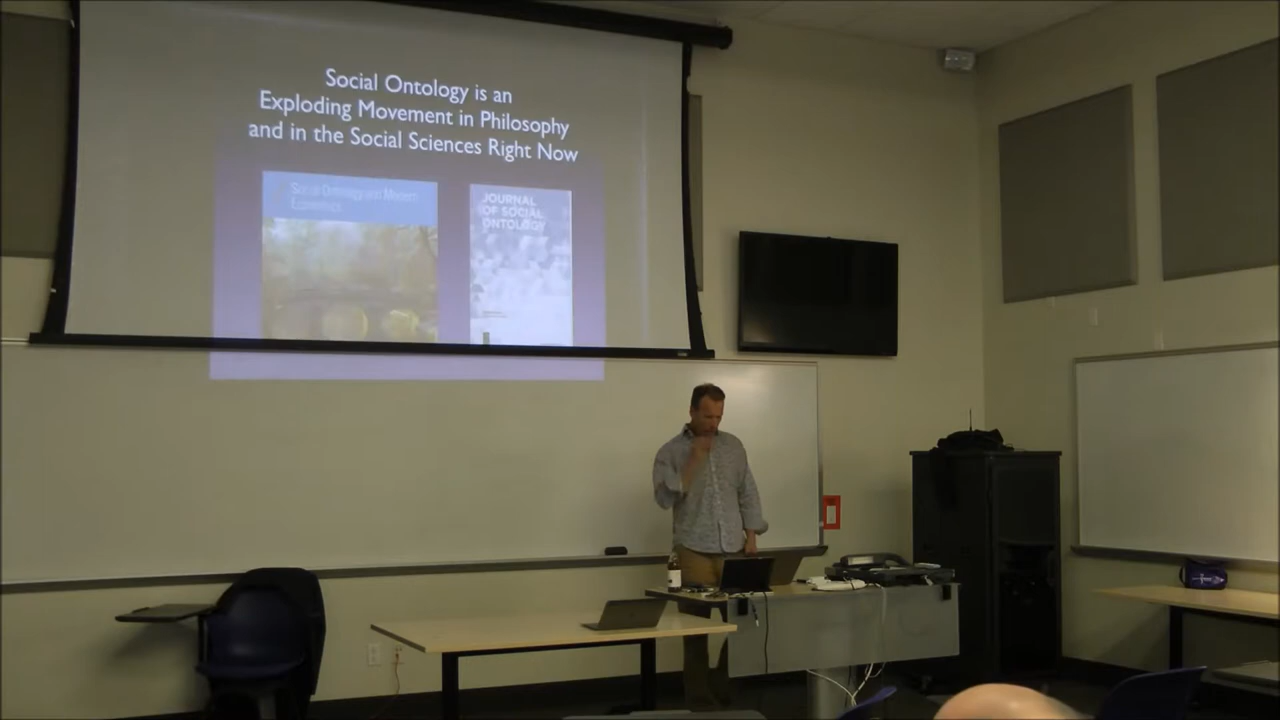 Social Ontology is an
Exploding Movement in Philosophy
and in the Social Sciences Right Now
Social Ontology and Modern
Economics
JOURNAL
OF SOCIAL
ONTOLOGY